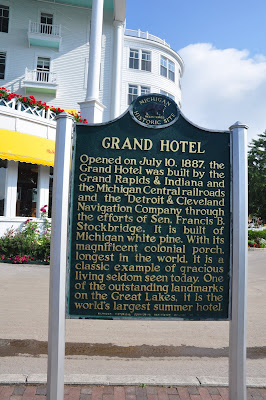 MICHIGAN
HISTORIC SITE
GRAND HOTEL
Opened on July 10, 1887, the
Grand Hotel was built by the
Grand Rapids & Indiana and
the Michigan Central railroads
and the Detroit & Cleveland
Navigation Company through
the efforts of Sen. Francis B.
Stockbridge. It is built of
Michigan white pine. With its
magnificent colonial porch,
longest in the world, it is a
classic example of gracious
living seldom seen today. One
of the outstanding landmarks
on the Great Lakes, it is the
world's largest summer hotel.